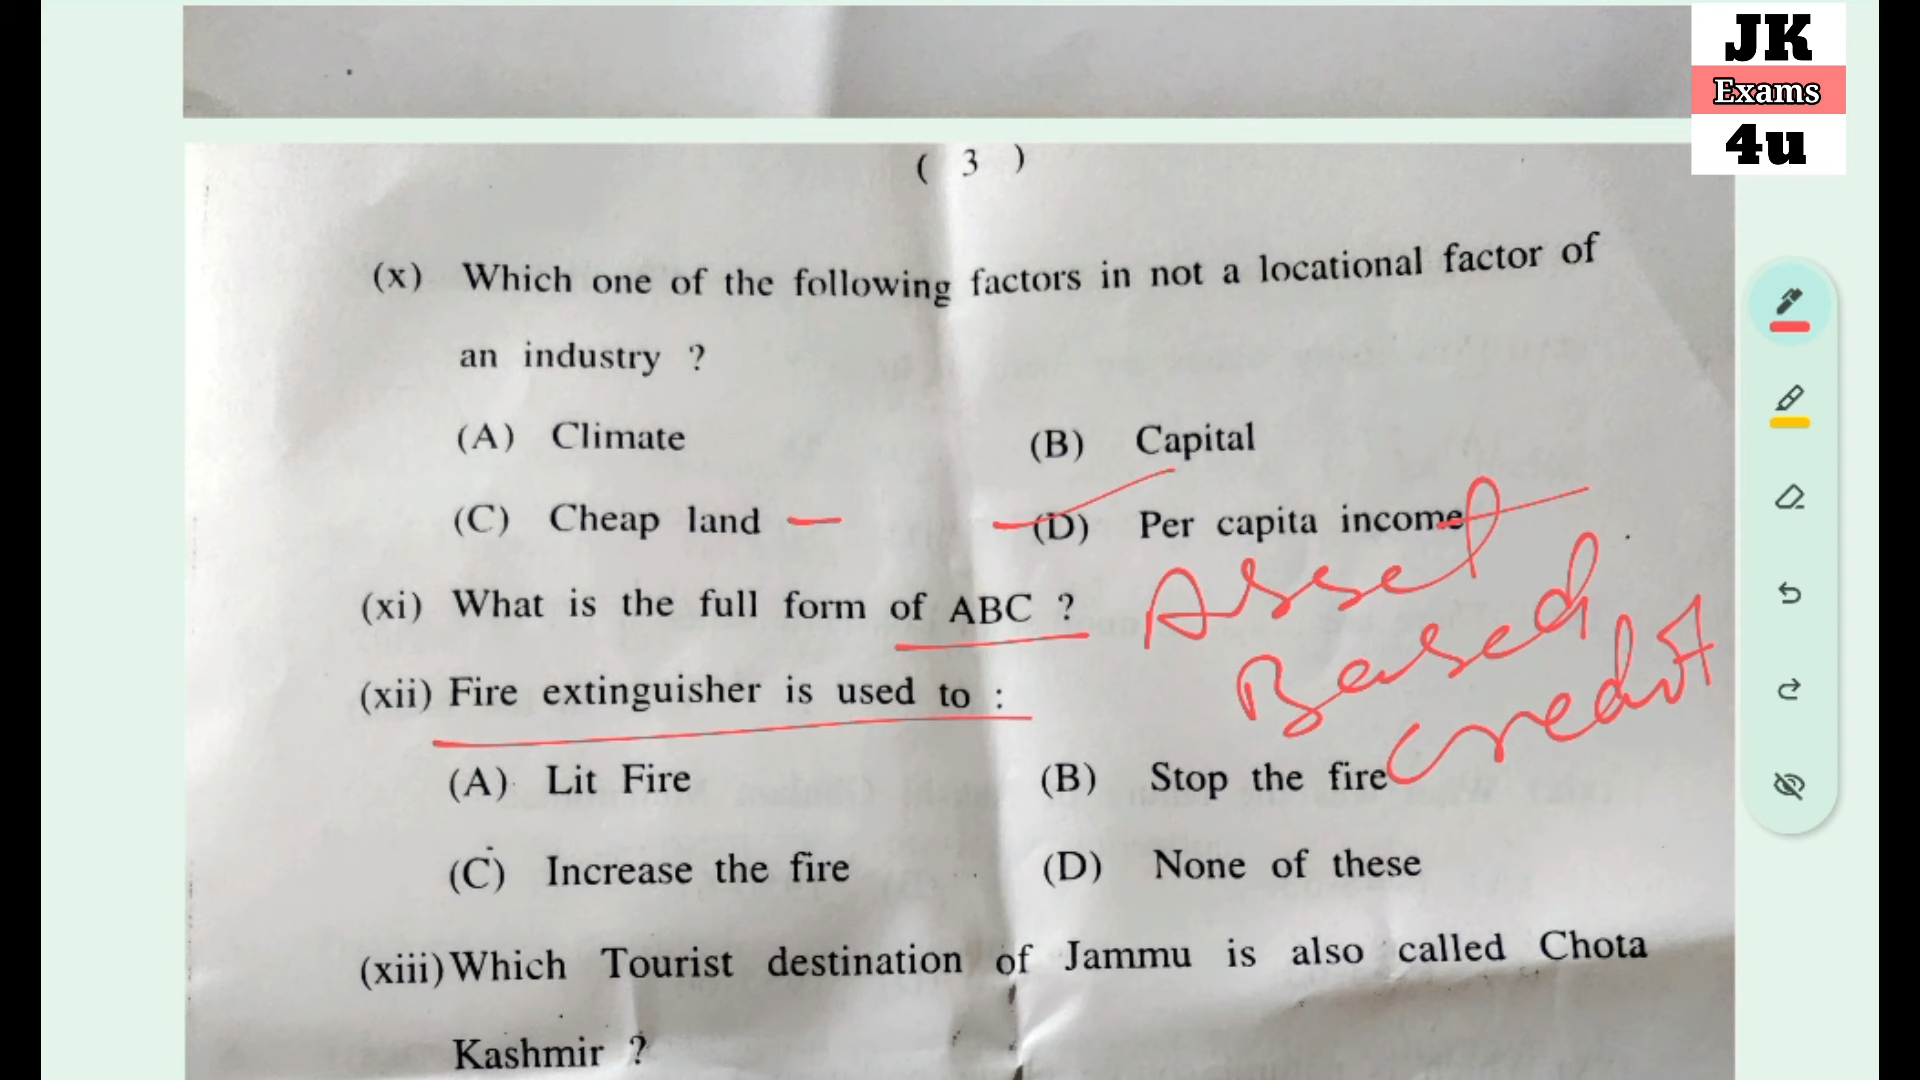 JK
Exams
4u
( 3 )
(x) Which one of the following factors in not a locational factor of
an industry ?
(A) Climate (B) Capital
(C) Cheap land (D) Per capita income
(xi) What is the full form of ABC ? Asset
Based
credit
(xii) Fire extinguisher is used to :
(A) Lit Fire (B) Stop the fire
(C) Increase the fire (D) None of these
(xiii) Which Tourist destination of Jammu is also called Chota
Kashmir ?